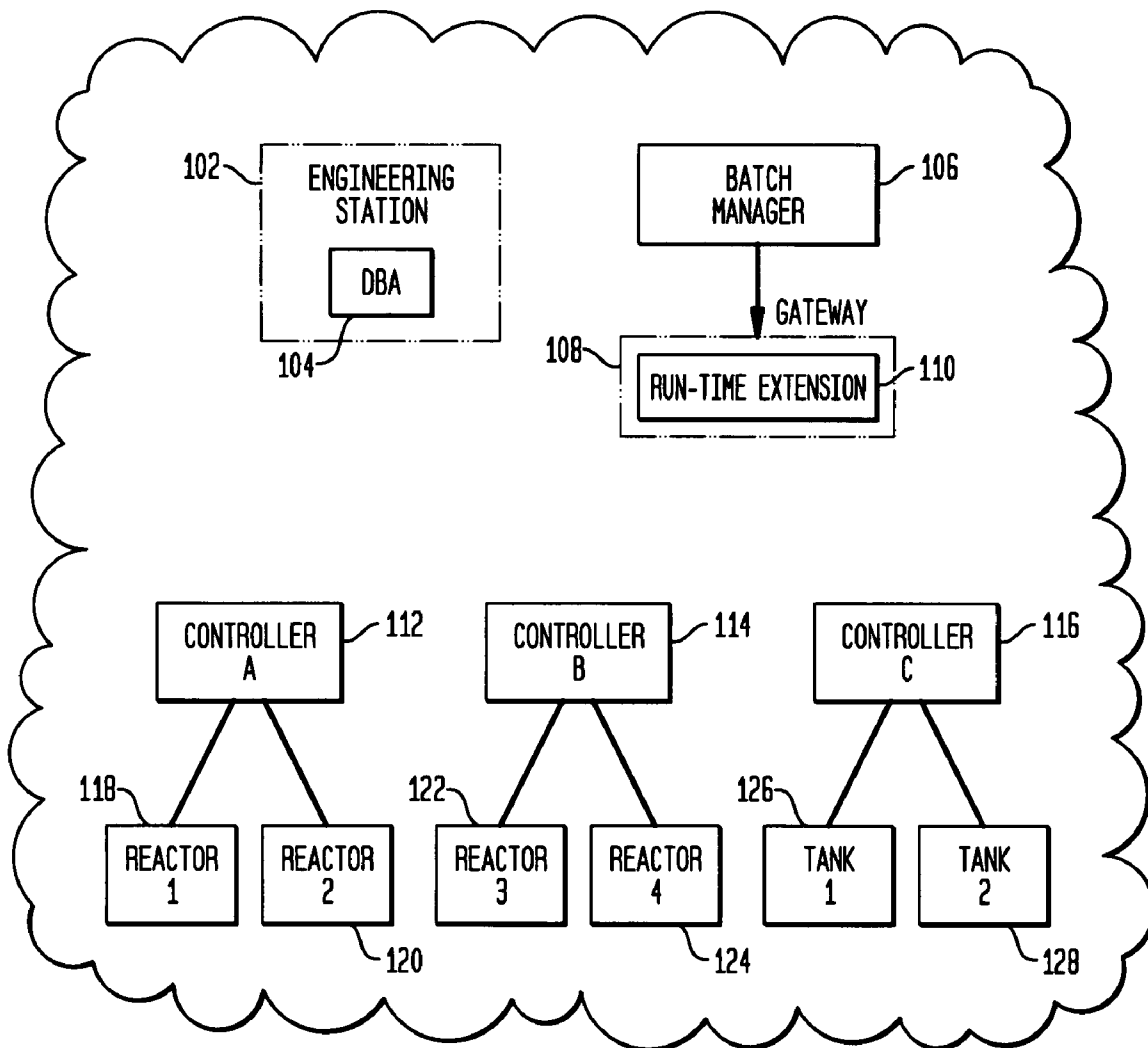 102
ENGINEERING
STATION
DBA
104
BATCH
MANAGER
106
GATEWAY
108
RUN-TIME EXTENSION
110
CONTROLLER
A
112
CONTROLLER
B
114
CONTROLLER
C
116
118
REACTOR
1
REACTOR
2
120
122
REACTOR
3
REACTOR
4
124
126
TANK
1
TANK
2
128